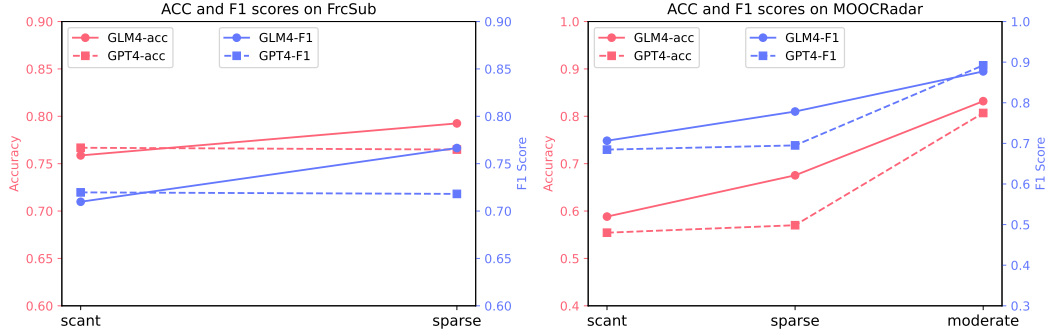 ACC and F1 scores on FrcSub
GLM4-acc
GPT4-acc
GLM4-F1
GPT4-F1
Accuracy
0.90
0.85
0.80
0.75
0.70
0.65
0.60
F1 Score
0.90
0.85
0.80
0.75
0.70
0.65
0.60
scant
sparse
ACC and F1 scores on MOOCRadar
GLM4-acc
GPT4-acc
GLM4-F1
GPT4-F1
Accuracy
1.0
0.9
0.8
0.7
0.6
0.5
0.4
F1 Score
1.0
0.9
0.8
0.7
0.6
0.5
0.4
0.3
scant
sparse
moderate